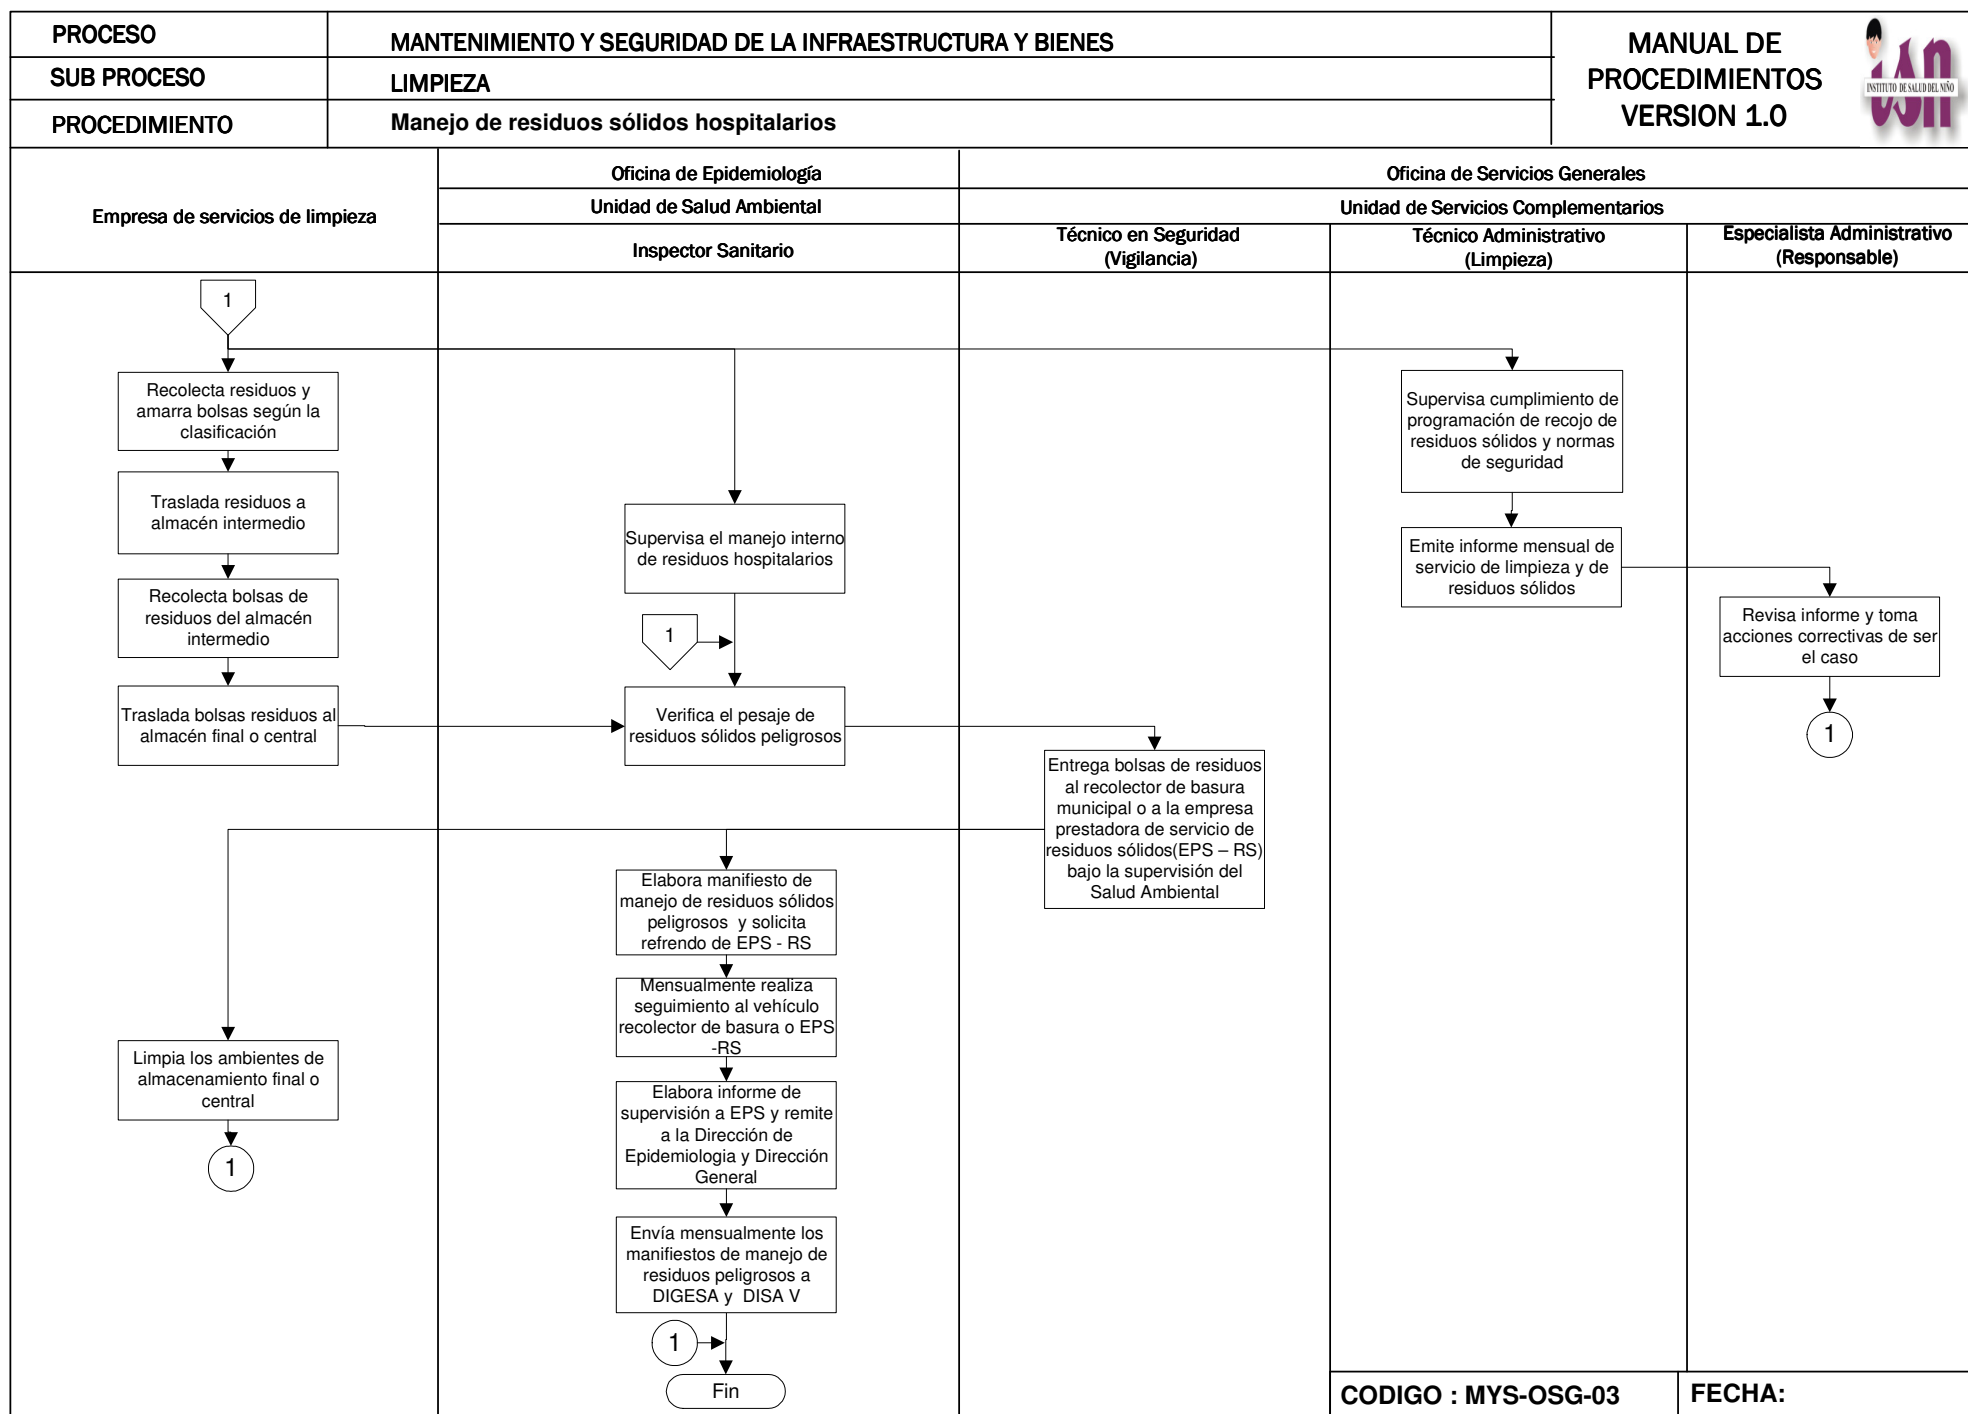 PROCESO
MANTENIMIENTO Y SEGURIDAD DE LA INFRAESTRUCTURA Y BIENES
SUB PROCESO
LIMPIEZA
PROCEDIMIENTO
Manejo de residuos sólidos hospitalarios
MANUAL DE
PROCEDIMIENTOS
VERSION 1.0
isn
INSTITUTO DE SALUD DEL NIÑO
Empresa de servicios de limpieza
Oficina de Epidemiología
Unidad de Salud Ambiental
Inspector Sanitario
Oficina de Servicios Generales
Unidad de Servicios Complementarios
Técnico en Seguridad
(Vigilancia)
Técnico Administrativo
(Limpieza)
Especialista Administrativo
(Responsable)
1
Recolecta residuos y
amarra bolsas según la
clasificación
Traslada residuos a
almacén intermedio
Recolecta bolsas de
residuos del almacén
intermedio
Traslada bolsas residuos al
almacén final o central
Supervisa el manejo interno
de residuos hospitalarios
1
Verifica el pesaje de
residuos sólidos peligrosos
Supervisa cumplimiento de
programación de recojo de
residuos sólidos y normas
de seguridad
Emite informe mensual de
servicio de limpieza y de
residuos sólidos
Revisa informe y toma
acciones correctivas de ser
el caso
1
Entrega bolsas de residuos
al recolector de basura
municipal o a la empresa
prestadora de servicio de
residuos sólidos(EPS – RS)
bajo la supervisión del
Salud Ambiental
Elabora manifiesto de
manejo de residuos sólidos
peligrosos y solicita
refrendo de EPS - RS
Mensualmente realiza
seguimiento al vehículo
recolector de basura o EPS
-RS
Limpia los ambientes de
almacenamiento final o
central
1
Elabora informe de
supervisión a EPS y remite
a la Dirección de
Epidemiologia y Dirección
General
Envía mensualmente los
manifiestos de manejo de
residuos peligrosos a
DIGESA y DISA V
1
Fin
CODIGO : MYS-OSG-03
FECHA: